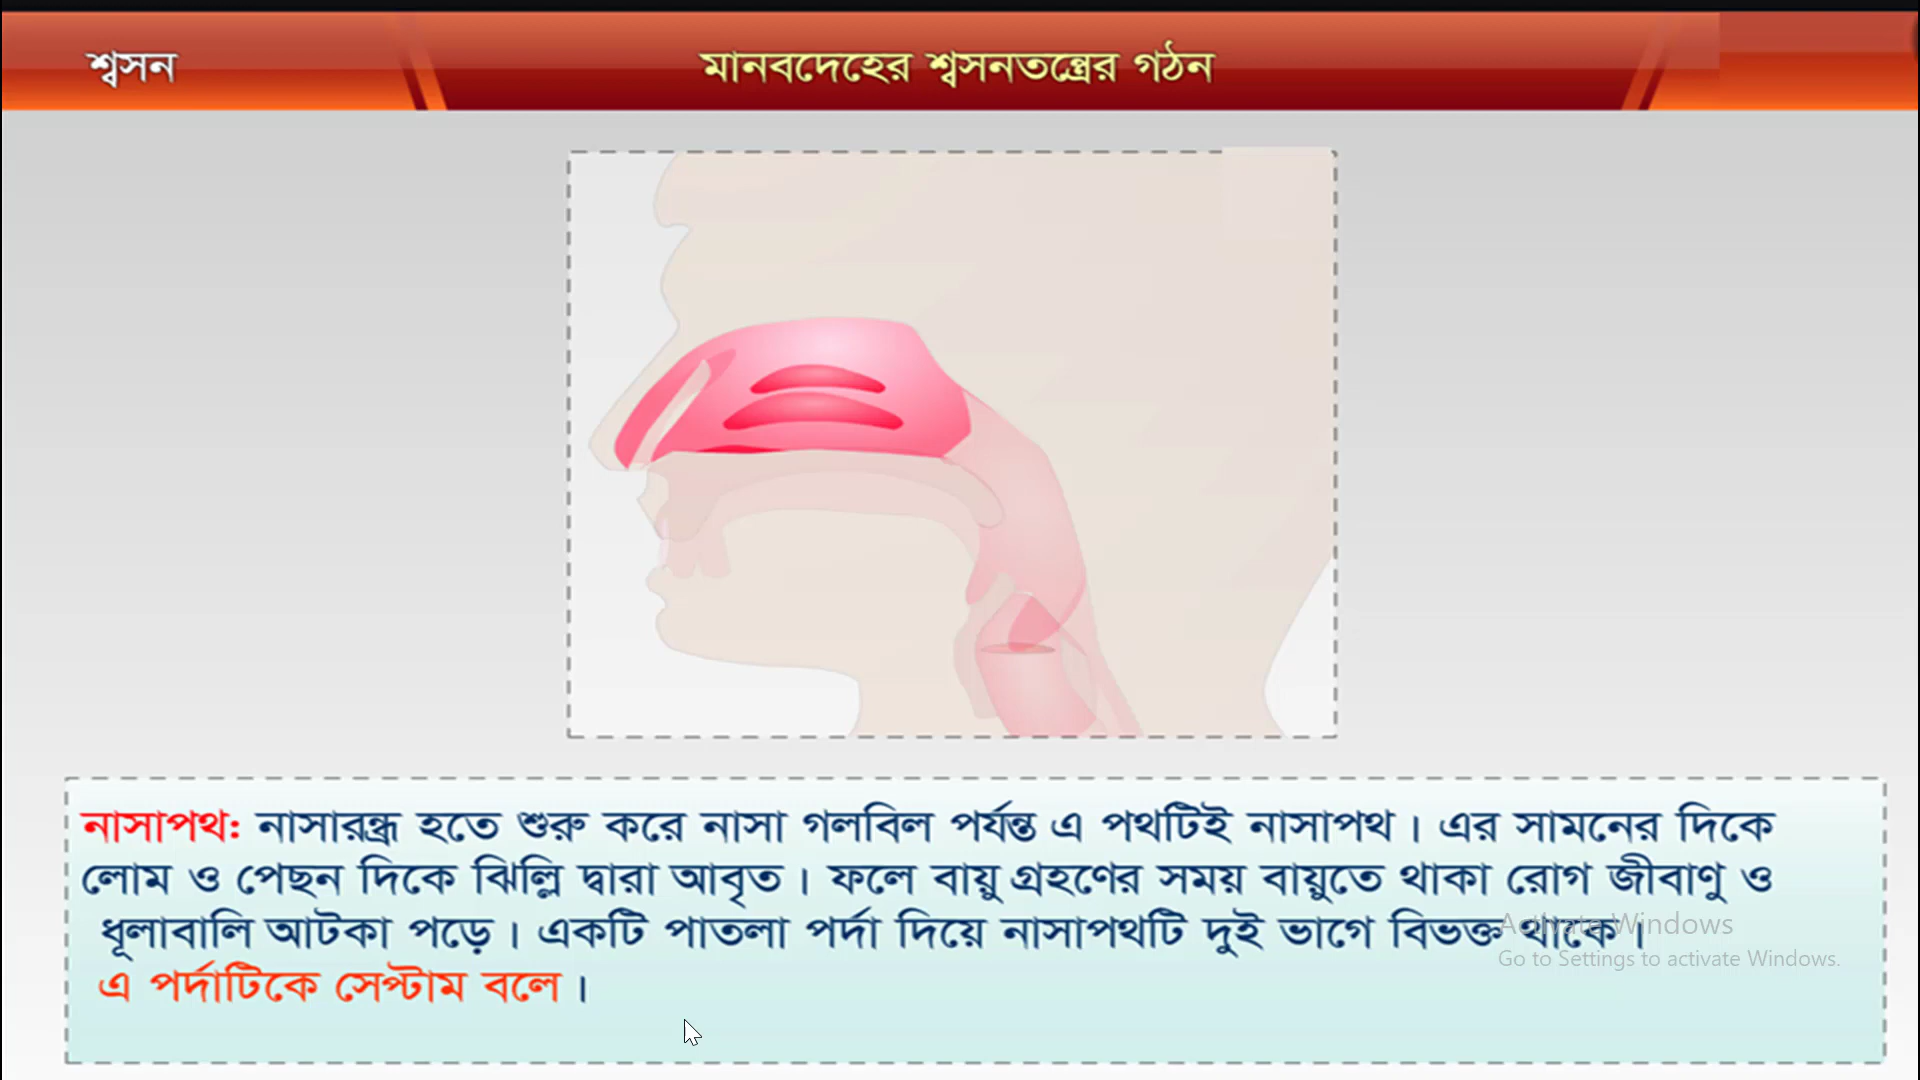 শ্বসন
মানবদেহের শ্বসনতন্ত্রের গঠন
নাসাপথ: নাসারন্ধ্র হতে শুরু করে নাসা গলবিল পর্যন্ত এ পথটিই নাসাপথ। এর সামনের দিকে
লোম ও পেছন দিকে ঝিল্লি দ্বারা আবৃত। ফলে বায়ু গ্রহণের সময় বায়ুতে থাকা রোগ জীবাণু ও
ধূলাবালি আটকা পড়ে। একটি পাতলা পর্দা দিয়ে নাসাপথটি দুই ভাগে বিভক্ত থাকে।
এ পর্দাটিকে সেপ্টাম বলে।
Activate Windows
Go to Settings to activate Windows.